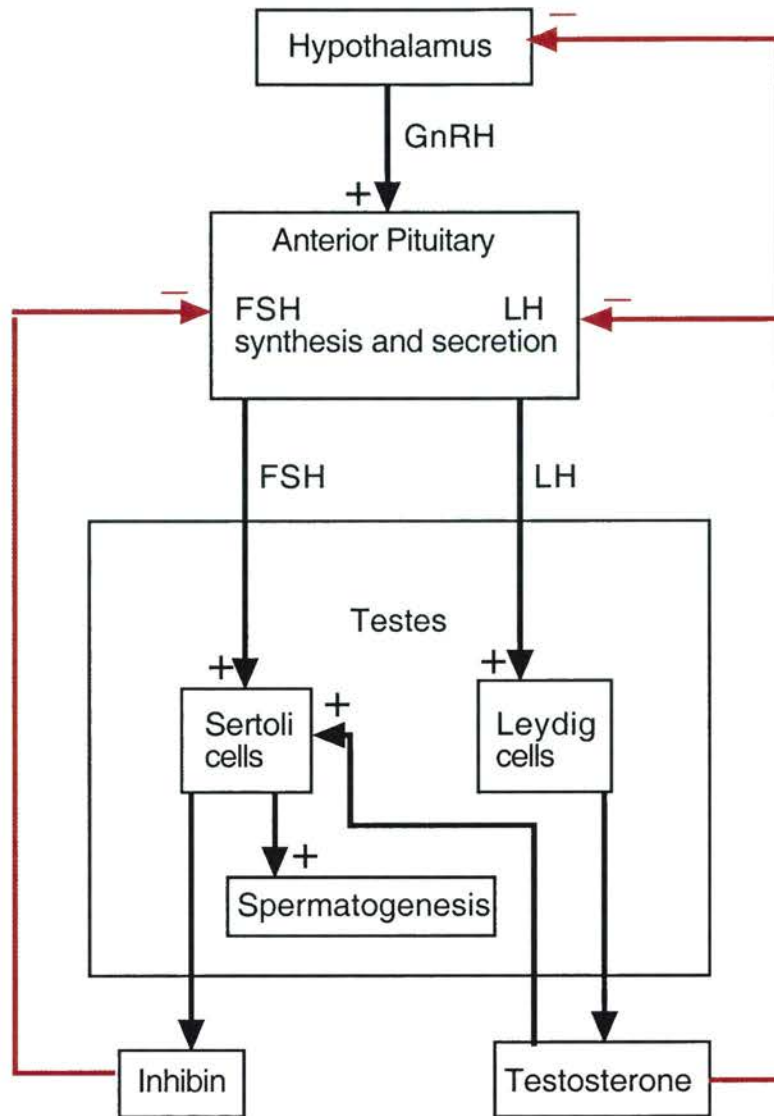 Hypothalamus
GnRH
+
Anterior Pituitary
FSH LH
synthesis and secretion
FSH LH
Testes
+ +
+
Sertoli
cells
Leydig
cells
+
Spermatogenesis
Inhibin
Testosterone